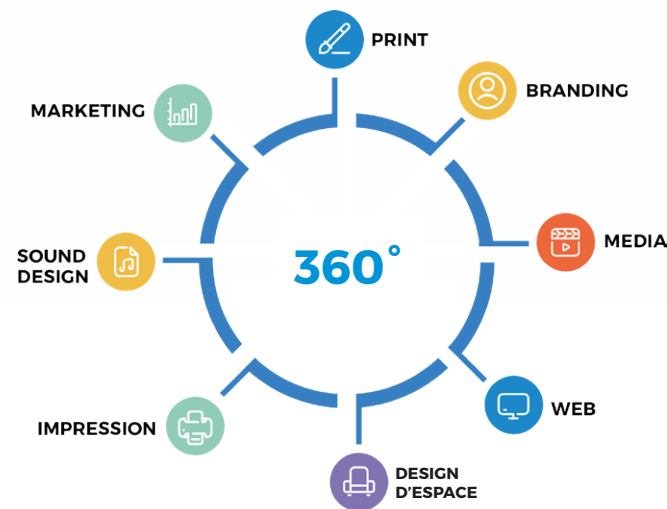 PRINT
BRANDING
MARKETING
MEDIA
SOUND
DESIGN
360°
WEB
IMPRESSION
DESIGN
D'ESPACE